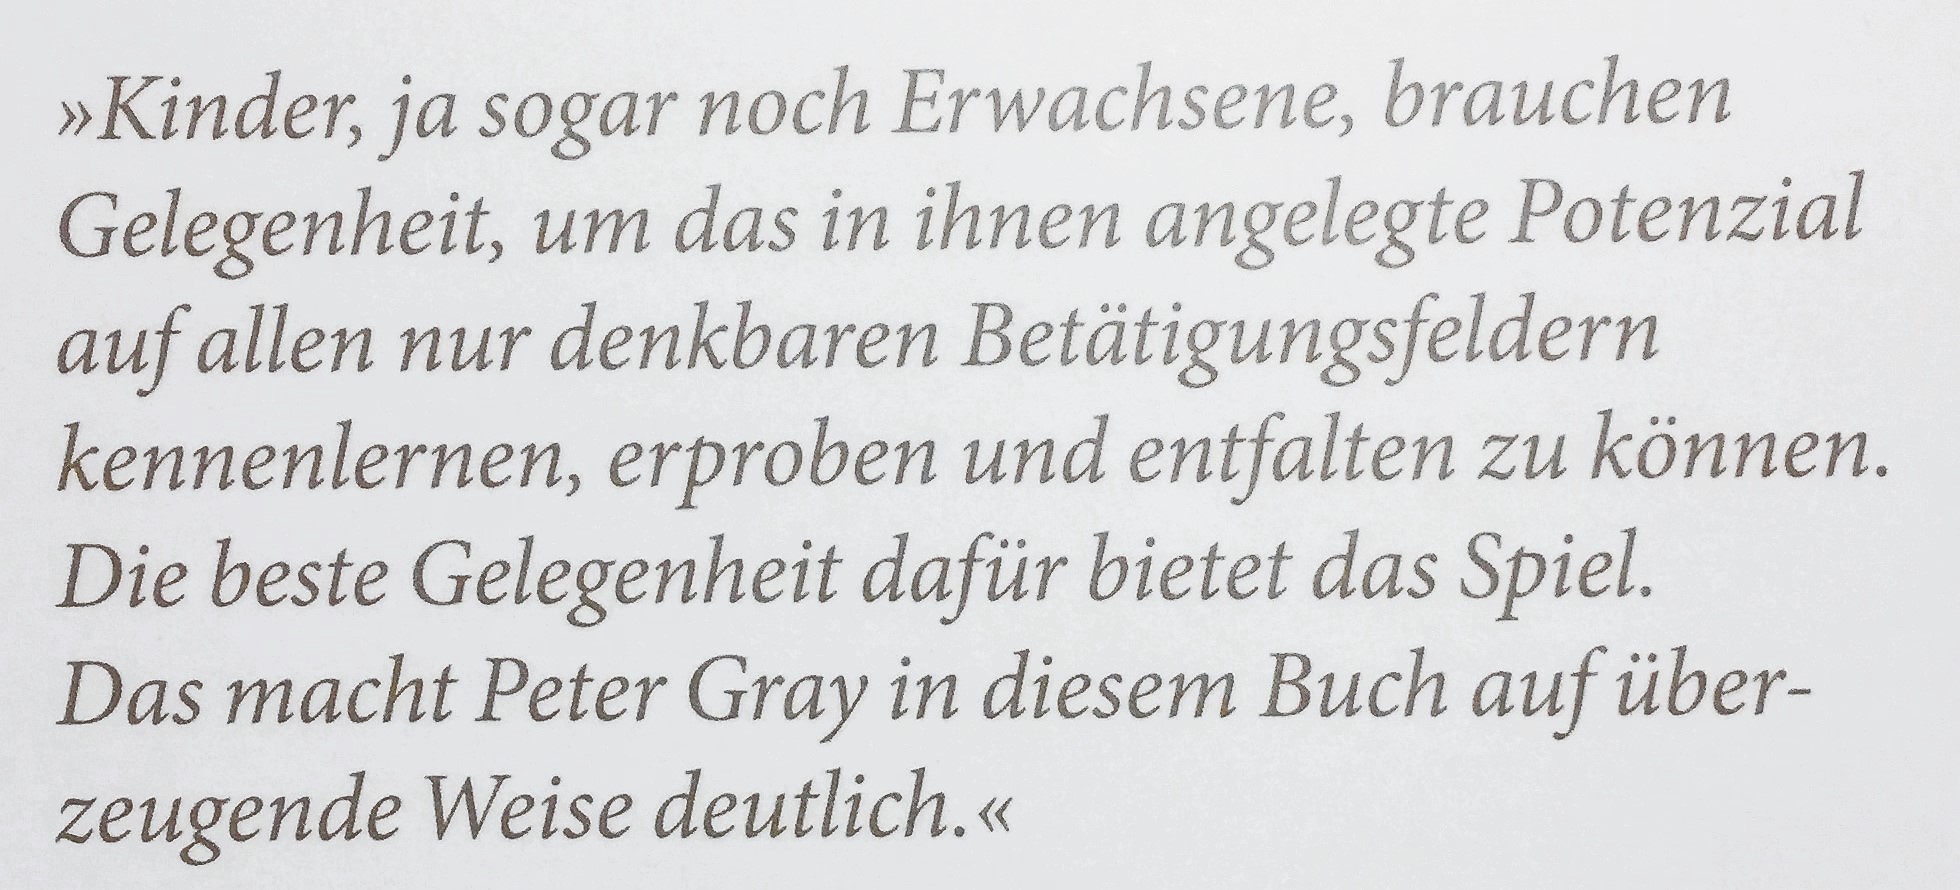 »Kinder, ja sogar noch Erwachsene, brauchen
Gelegenheit, um das in ihnen angelegte Potenzial
auf allen nur denkbaren Betätigungsfeldern
kennenlernen, erproben und entfalten zu können.
Die beste Gelegenheit dafür bietet das Spiel.
Das macht Peter Gray in diesem Buch auf über-
zeugende Weise deutlich.«